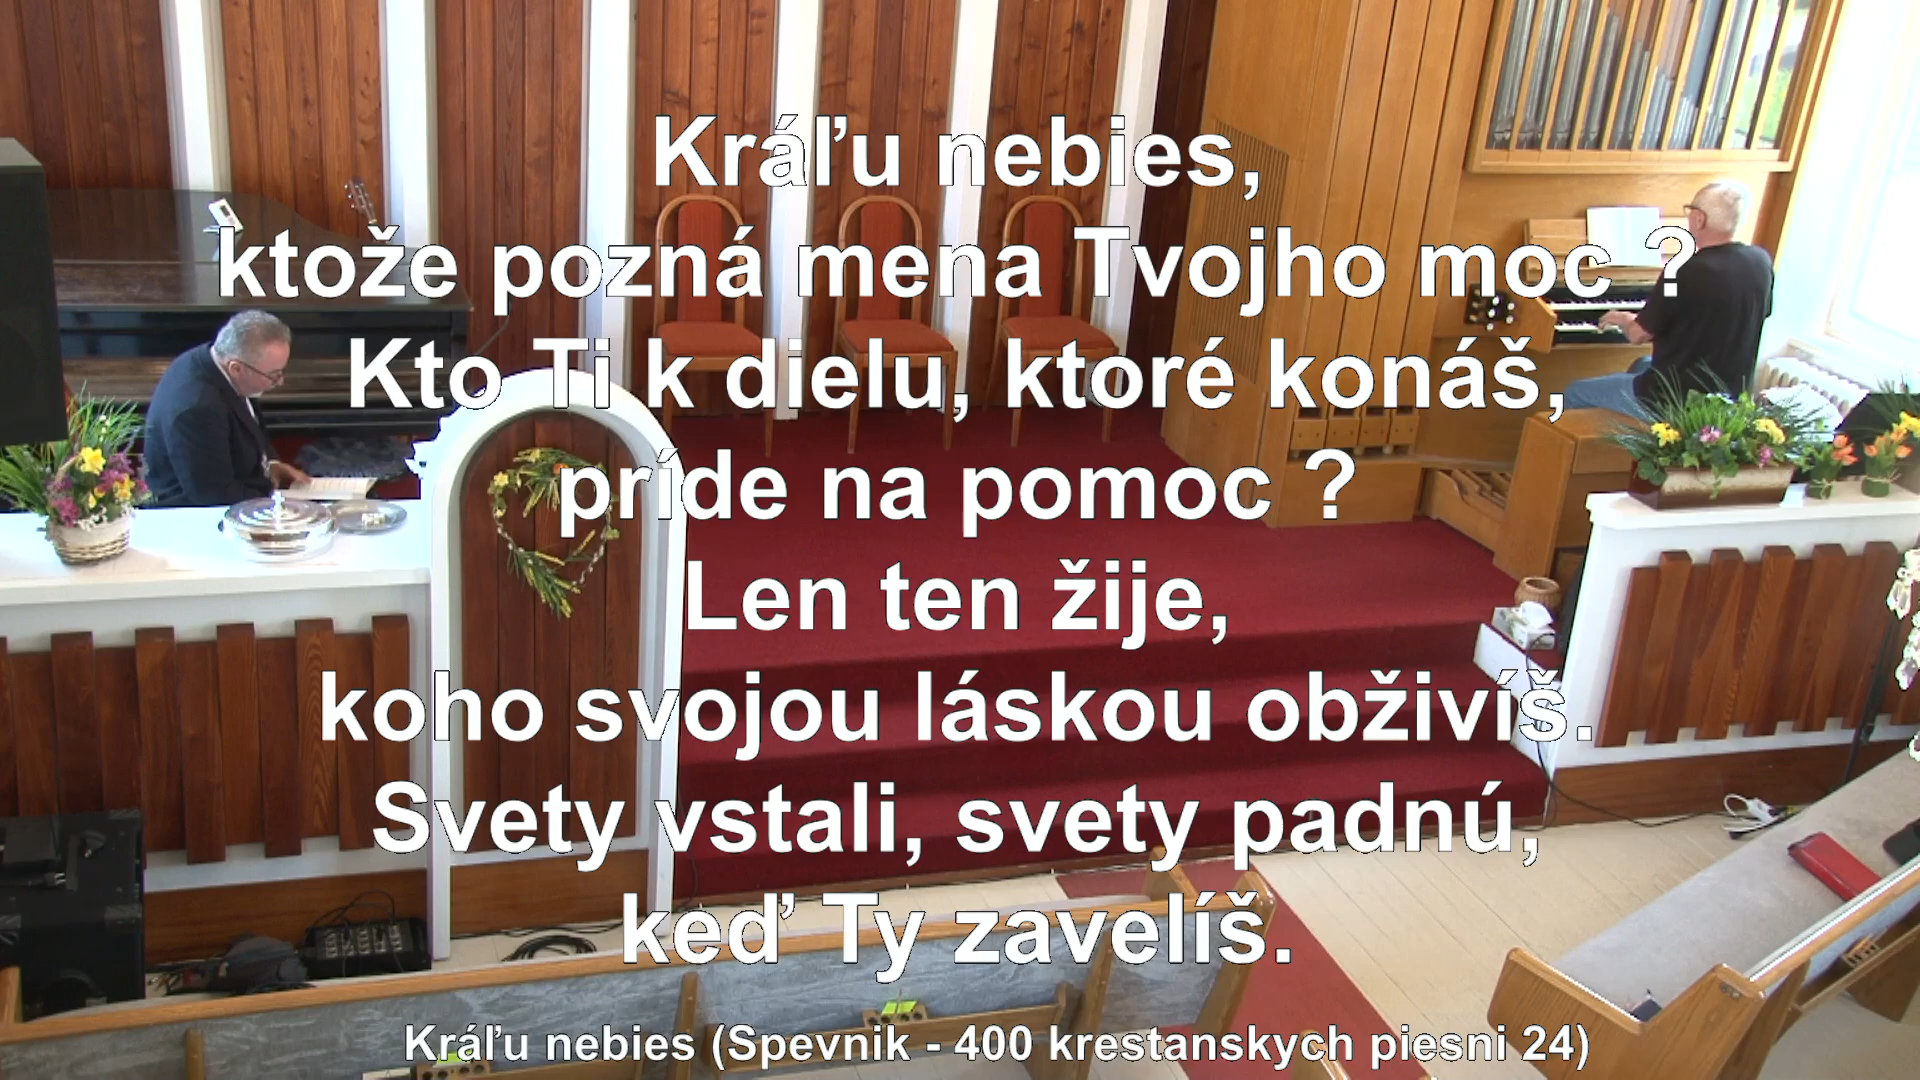 Kráľu nebies,
ktože pozná mena Tvojho moc ?
Kto Ti k dielu, ktoré konáš,
príde na pomoc ?
Len ten žije,
koho svojou láskou obživíš.
Svety vstali, svety padnú,
keď Ty zavelíš.
Kráľu nebies (Spevnik - 400 krestanskych piesni 24)